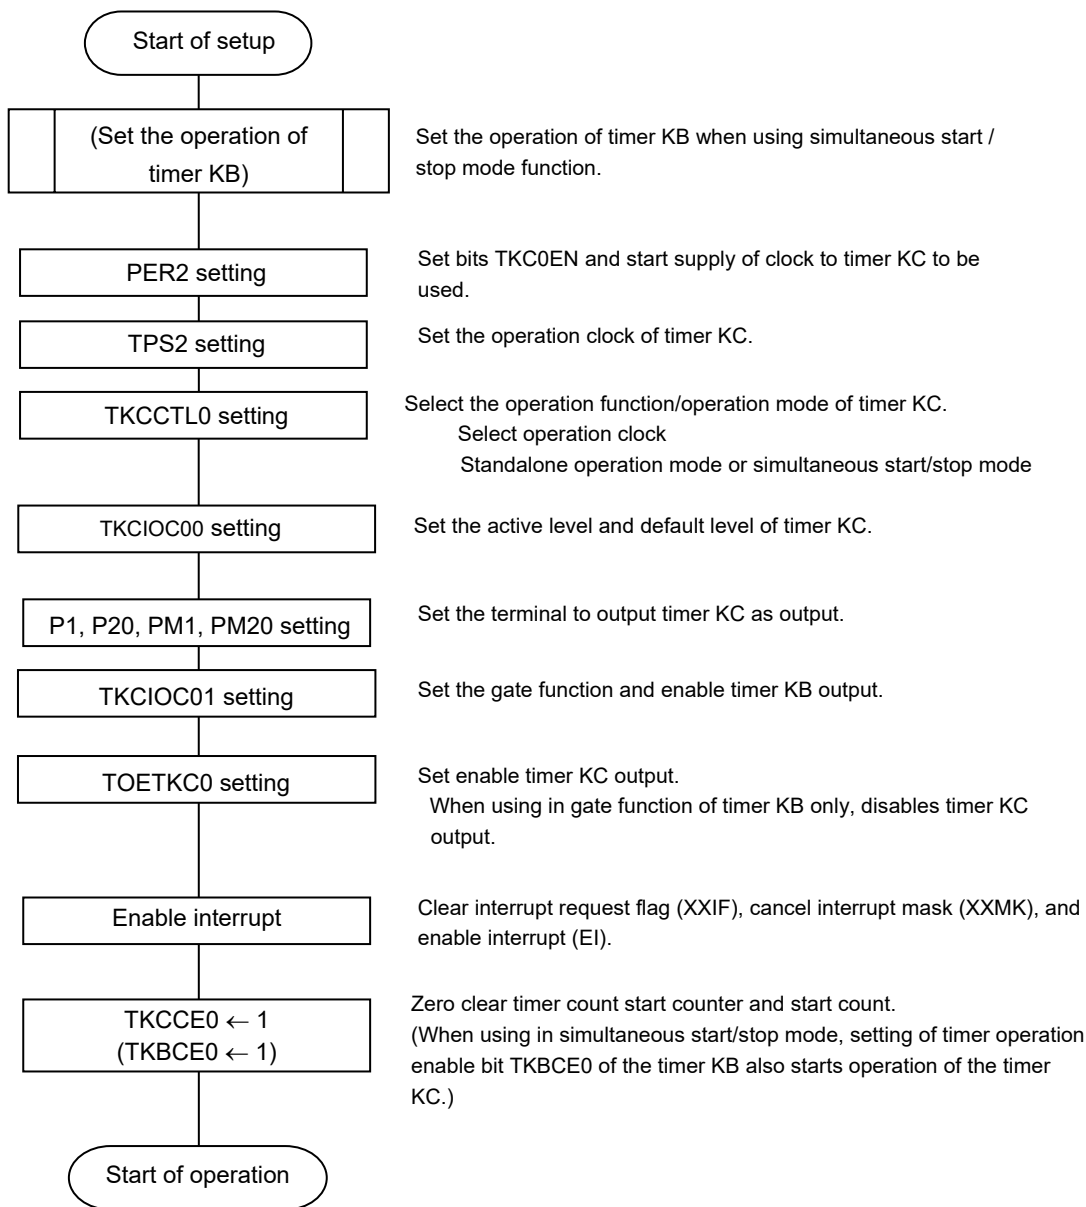 Start of setup
(Set the operation of
timer KB)
Set the operation of timer KB when using simultaneous start /
stop mode function.
PER2 setting
Set bits TKC0EN and start supply of clock to timer KC to be
used.
TPS2 setting
Set the operation clock of timer KC.
TKCCTL0 setting
Select the operation function/operation mode of timer KC.
Select operation clock
Standalone operation mode or simultaneous start/stop mode
TKCIOC00 setting
Set the active level and default level of timer KC.
P1, P20, PM1, PM20 setting
Set the terminal to output timer KC as output.
TKCIOC01 setting
Set the gate function and enable timer KB output.
TOETKC0 setting
Set enable timer KC output.
When using in gate function of timer KB only, disables timer KC
output.
Enable interrupt
Clear interrupt request flag (XXIF), cancel interrupt mask (XXMK), and
enable interrupt (EI).
TKCCE0 ← 1
(TKBCE0 ← 1)
Zero clear timer count start counter and start count.
(When using in simultaneous start/stop mode, setting of timer operation
enable bit TKBCE0 of the timer KB also starts operation of the timer
KC.)
Start of operation